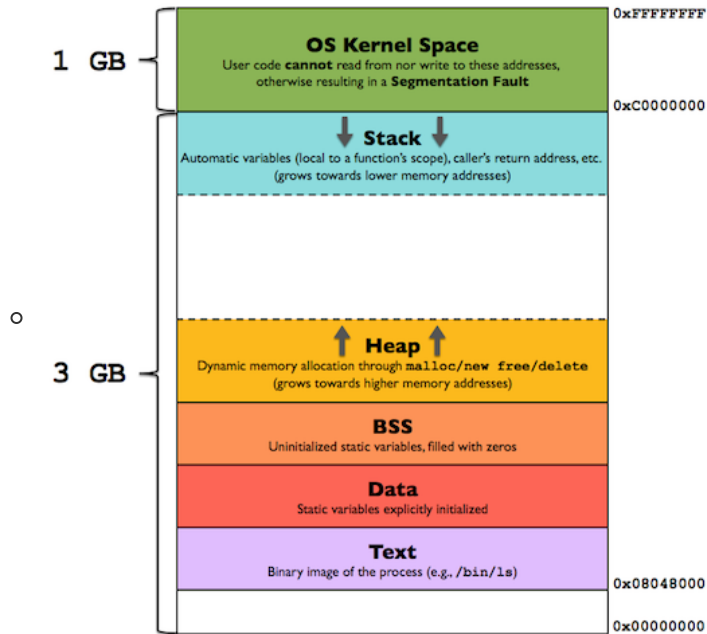 0xFFFFFFFF
OS Kernel Space
1 GB
User code cannot read from nor write to these addresses,
otherwise resulting in a Segmentation Fault
0xC0000000
Stack
Automatic variables (local to a function's scope), caller's return address, etc.
(grows towards lower memory addresses)
Heap
3 GB
Dynamic memory allocation through malloc/new free/delete
(grows towards higher memory addresses)
BSS
Uninitialized static variables, filled with zeros
Data
Static variables explicitly initialized
Text
Binary image of the process (e.g., /bin/ls)
0x08048000
0x00000000